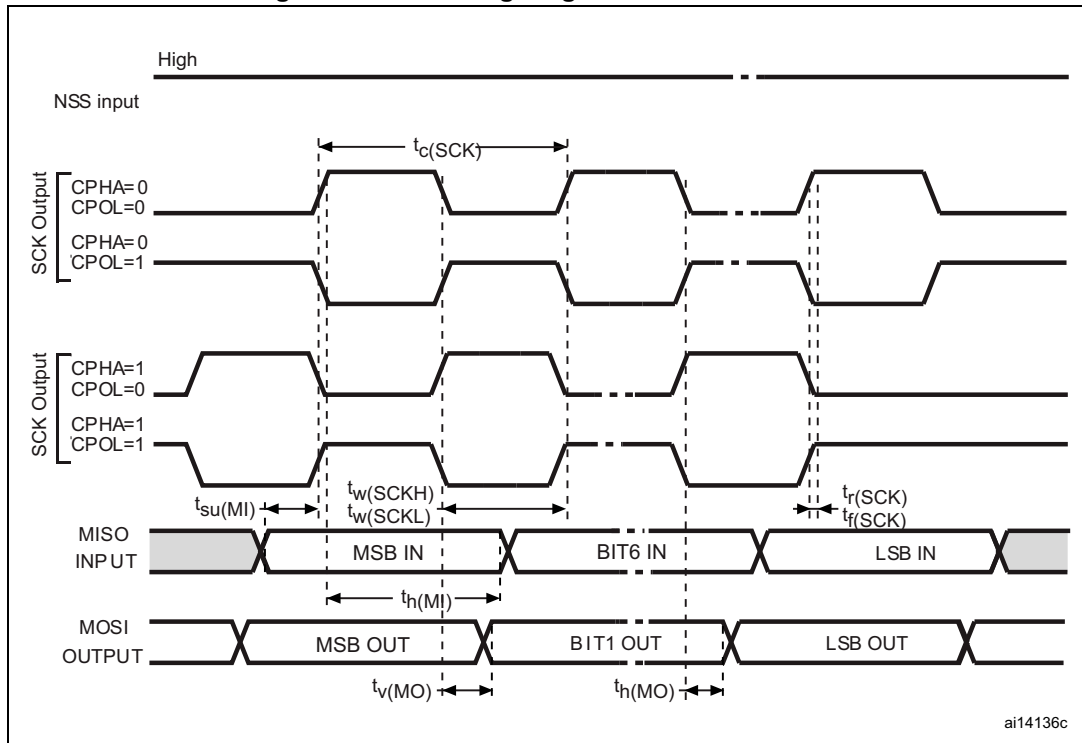 High
NSS input
tc(SCK)
SCK Output
CPHA=0
CPOL=0
CPHA=0
CPOL=1
SCK Output
CPHA=1
CPOL=0
CPHA=1
CPOL=1
tsu(MI)
tw(SCKH)
tw(SCKL)
tr(SCK)
tf(SCK)
MISO
INPUT
MSB IN
BIT6 IN
LSB IN
th(MI)
MOSI
OUTPUT
MSB OUT
BIT1 OUT
LSB OUT
tv(MO)
th(MO)
ai14136c